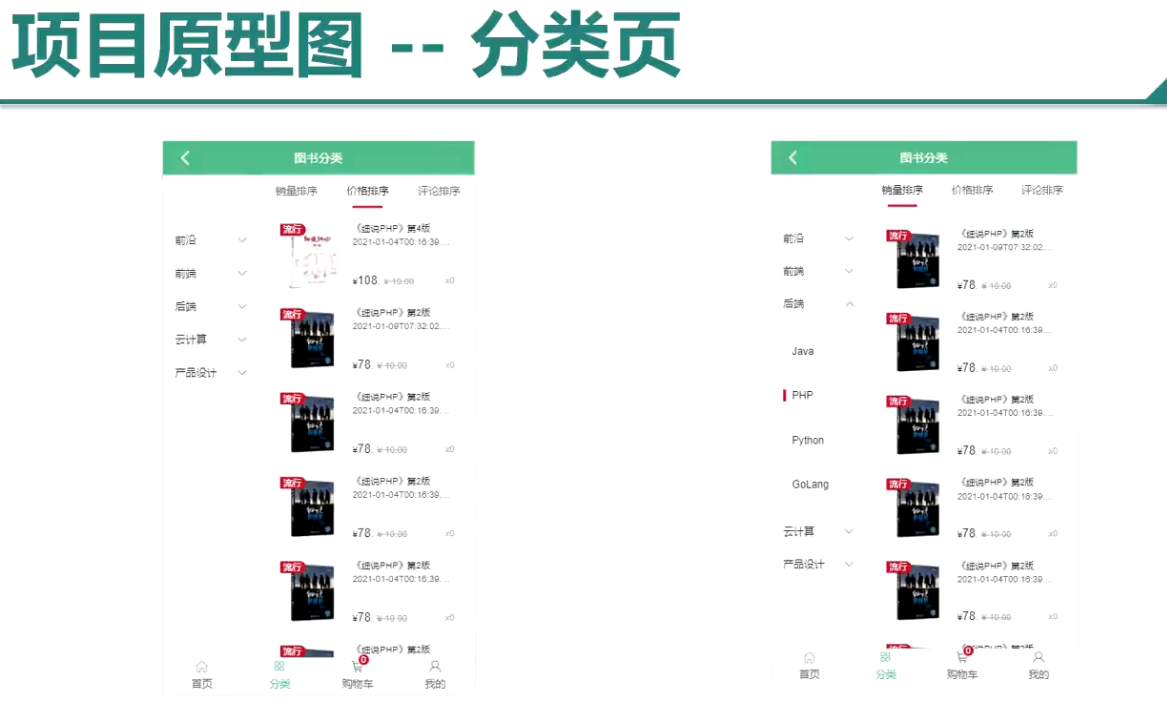 项目原型图 -- 分类页
图书分类
销量排序 价格排序 评论排序
前沿
前端
后端
云计算
产品设计
流行
《细说PHP》第4版
2021-01-04T00:16:39....
¥108. ¥ 10.00 x0
流行
《细说PHP》第2版
2021-01-09T07:32:02....
¥78. ¥ 10.00 x0
流行
《细说PHP》第2版
2021-01-04T00:16:39....
¥78. ¥ 10.00 x0
流行
《细说PHP》第2版
2021-01-04T00:16:39....
¥78. ¥ 10.00 x0
流行
《细说PHP》第2版
2021-01-04T00:16:39....
¥78. ¥ 10.00 x0
流行
《细说PHP》第2版
0
首页 分类 购物车 我的
图书分类
销量排序 价格排序 评论排序
前沿
前端
后端
Java
PHP
Python
GoLang
云计算
产品设计
流行
《细说PHP》第2版
2021-01-09T07:32:02....
¥78. ¥ 10.00 x0
流行
《细说PHP》第2版
2021-01-04T00:16:39....
¥78. ¥ 10.00 x0
流行
《细说PHP》第2版
2021-01-04T00:16:39....
¥78. ¥ 10.00 x0
流行
《细说PHP》第2版
2021-01-04T00:16:39....
¥78. ¥ 10.00 x0
流行
《细说PHP》第2版
2021-01-04T00:16:39....
¥78. ¥ 10.00 x0
0
首页 分类 购物车 我的